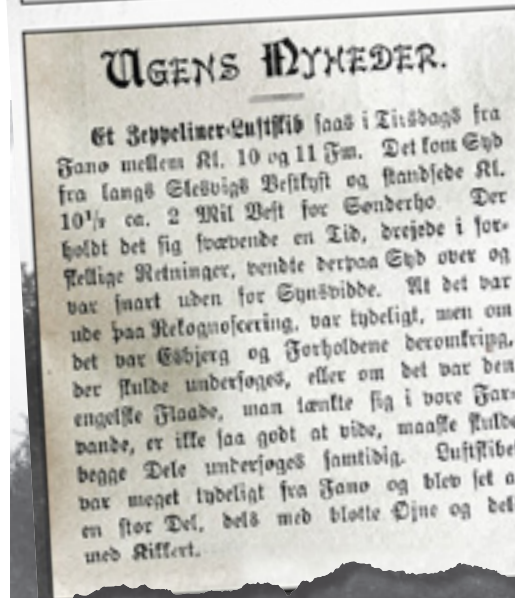 UGENS NYHEDER.
Et Zeppeliner-Luftskib saas i Tirsdags fra
Fanø mellem Kl. 10 og 11 Fm. Det kom Syd
fra langs Slesvigs Vestkyst og standsede Kl.
10½ ca. 2 Mil Vest for Sønderho. Der
holdt det sig svævende en Tid, drejede i for-
skellige Retninger, vendte derpaa Syd over og
var snart uden for Synsvidde. At det var
ude paa Rekognoscering, var tydeligt, men om
det var Esbjerg og Forholdene deromkring,
der skulde undersøges, eller om det var den
engelske Flaade, man tænkte sig i vore Far-
vande, er ikke saa godt at vide, maaske skulde
begge Dele undersøges samtidig. Luftskibet
var meget tydeligt fra Fanø og blev set a
en stor Del, dels med blotte Øjne og del
med Kikkert.